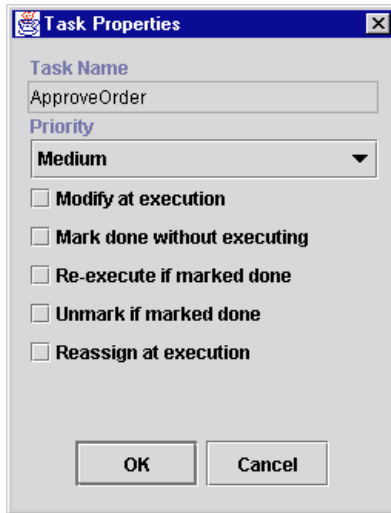 Task Properties
Task Name
ApproveOrder
Priority
Medium
Modify at execution
Mark done without executing
Re-execute if marked done
Unmark if marked done
Reassign at execution
OK Cancel